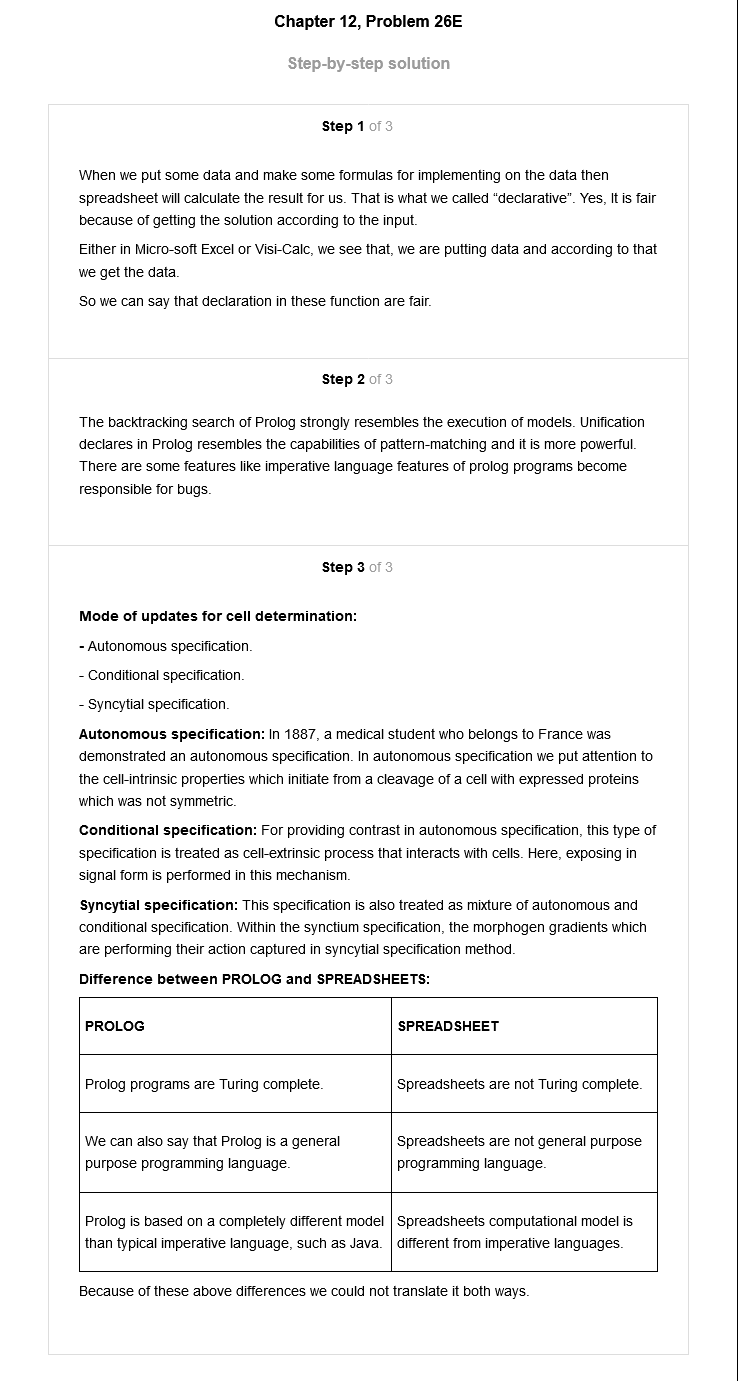 Chapter 12, Problem 26E
Step-by-step solution
Step 1 of 3
When we put some data and make some formulas for implementing on the data then
spreadsheet will calculate the result for us. That is what we called “declarative”. Yes, It is fair
because of getting the solution according to the input.
Either in Micro-soft Excel or Visi-Calc, we see that, we are putting data and according to that
we get the data.
So we can say that declaration in these function are fair.
Step 2 of 3
The backtracking search of Prolog strongly resembles the execution of models. Unification
declares in Prolog resembles the capabilities of pattern-matching and it is more powerful.
There are some features like imperative language features of prolog programs become
responsible for bugs.
Step 3 of 3
Mode of updates for cell determination:
- Autonomous specification.
- Conditional specification.
- Syncytial specification.
Autonomous specification: In 1887, a medical student who belongs to France was
demonstrated an autonomous specification. In autonomous specification we put attention to
the cell-intrinsic properties which initiate from a cleavage of a cell with expressed proteins
which was not symmetric.
Conditional specification: For providing contrast in autonomous specification, this type of
specification is treated as cell-extrinsic process that interacts with cells. Here, exposing in
signal form is performed in this mechanism.
Syncytial specification: This specification is also treated as mixture of autonomous and
conditional specification. Within the synctium specification, the morphogen gradients which
are performing their action captured in syncytial specification method.
Difference between PROLOG and SPREADSHEETS:
PROLOG
SPREADSHEET
Prolog programs are Turing complete.
Spreadsheets are not Turing complete.
We can also say that Prolog is a general
purpose programming language.
Spreadsheets are not general purpose
programming language.
Prolog is based on a completely different model
than typical imperative language, such as Java.
Spreadsheets computational model is
different from imperative languages.
Because of these above differences we could not translate it both ways.